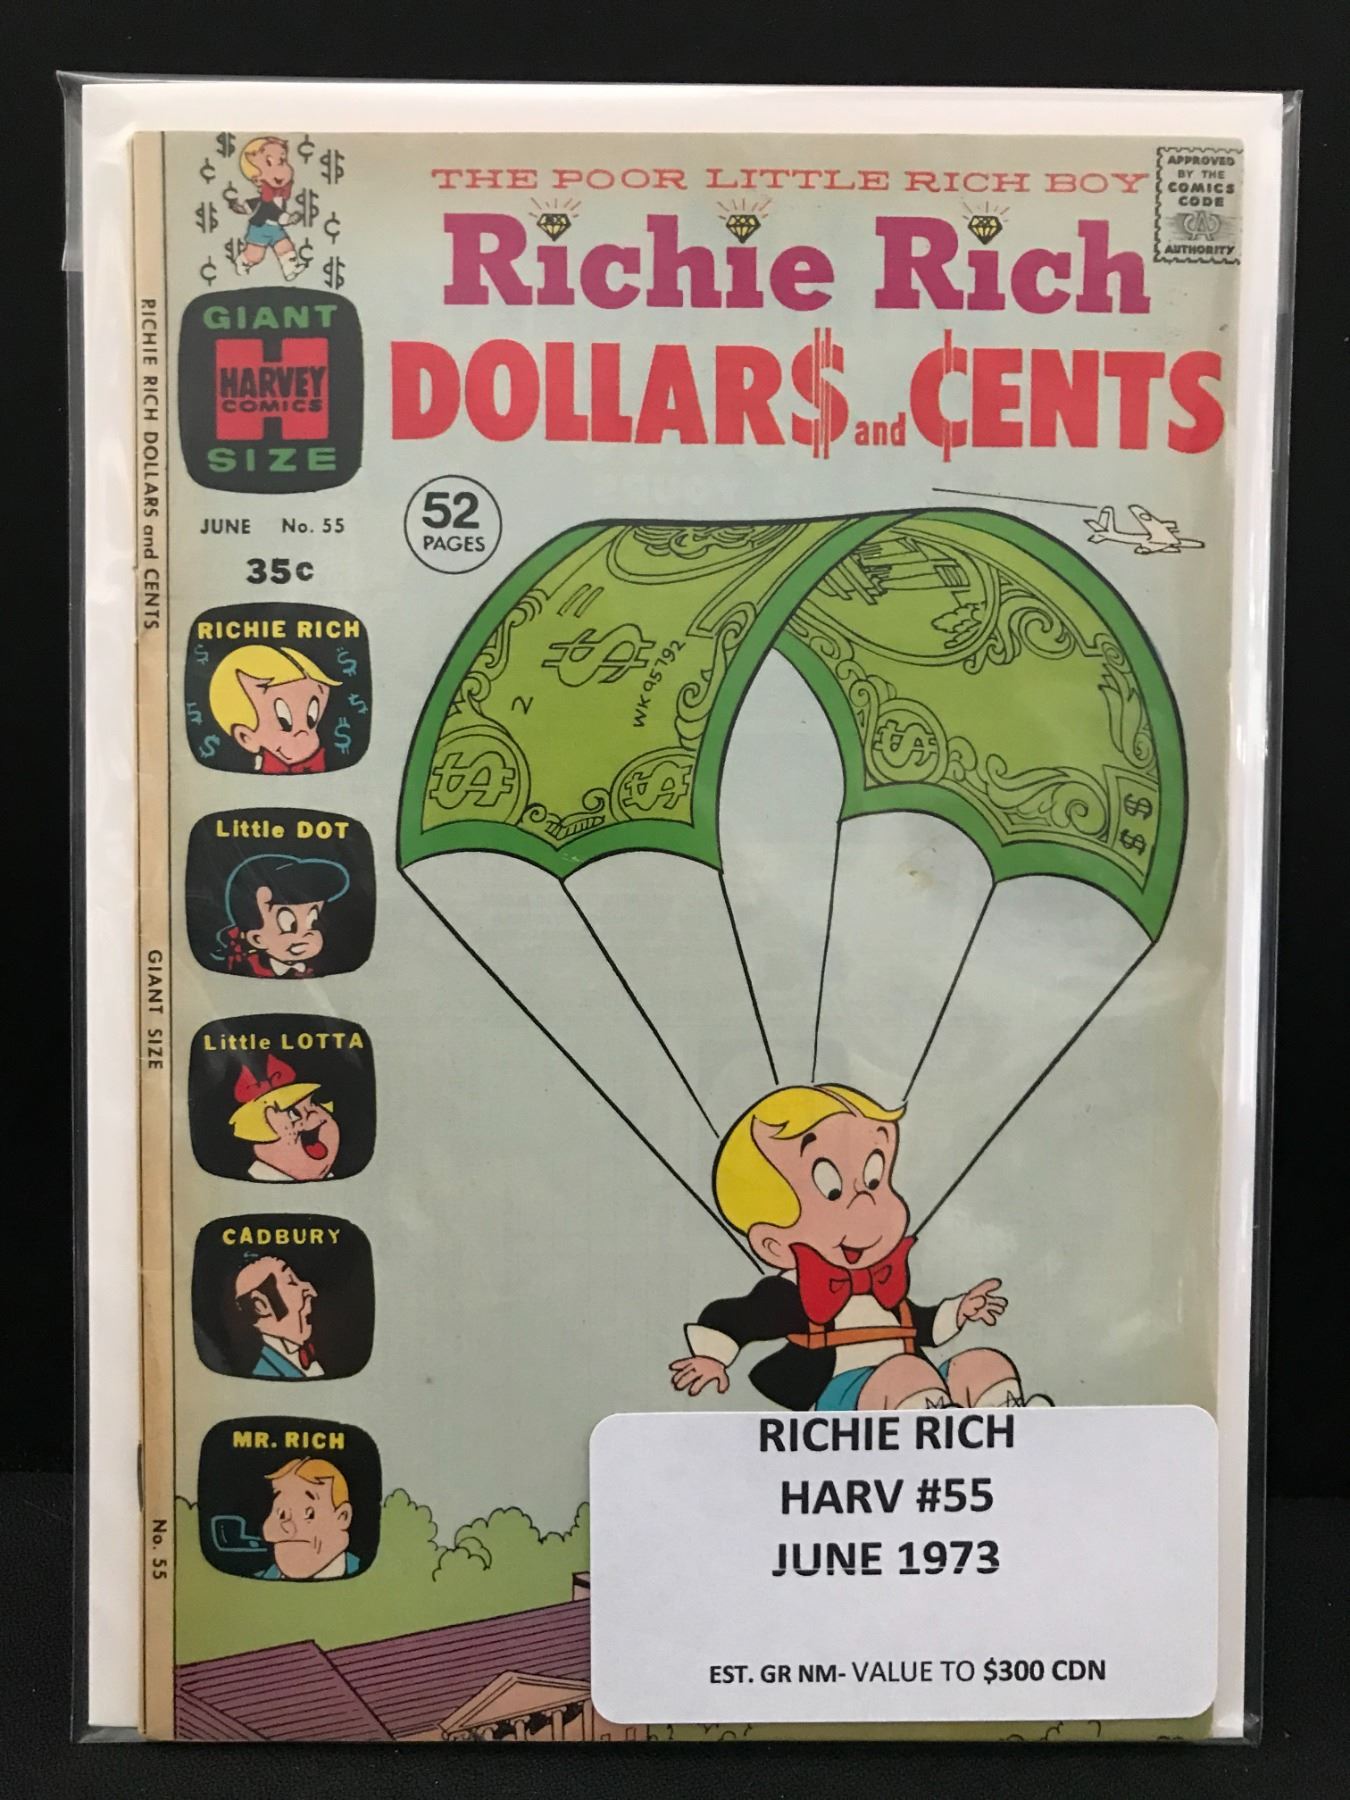 THE POOR LITTLE RICH BOY
Richie Rich
DOLLAR$ and ¢ENTS
APPROVED
BY THE
COMICS
CODE
CA
AUTHORITY
$ ¢ $
¢ ¢ $
$ $ ¢
$ ¢
¢ $
GIANT
H
HARVEY
COMICS
SIZE
JUNE No. 55
35c
52
PAGES
RICHIE RICH
Little DOT
Little LOTTA
CADBURY
MR. RICH
RICHIE RICH DOLLARS and CENTS
GIANT SIZE
No. 55
2
$
WK95792
$ $
$
$ $
RICHIE RICH
HARV #55
JUNE 1973
EST. GR NM- VALUE TO $300 CDN